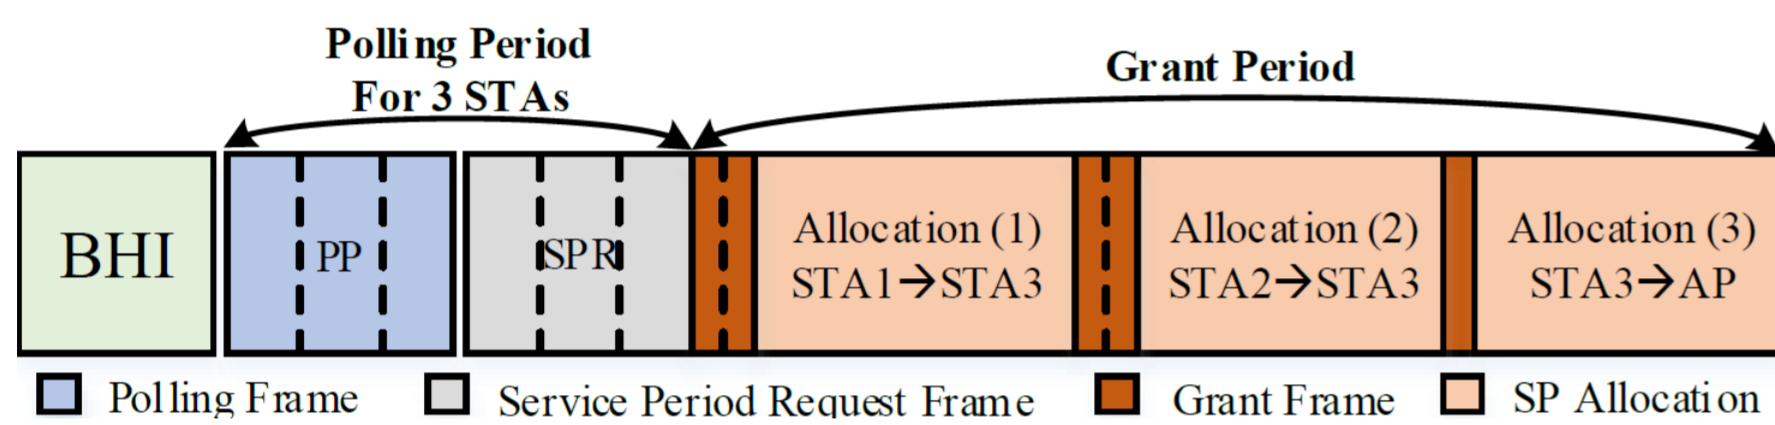 Polling Period
For 3 STAs
Grant Period
BHI
PP
SPR
Allocation (1)
STA1→STA3
Allocation (2)
STA2→STA3
Allocation (3)
STA3→AP
Polling Frame
Service Period Request Frame
Grant Frame
SP Allocation